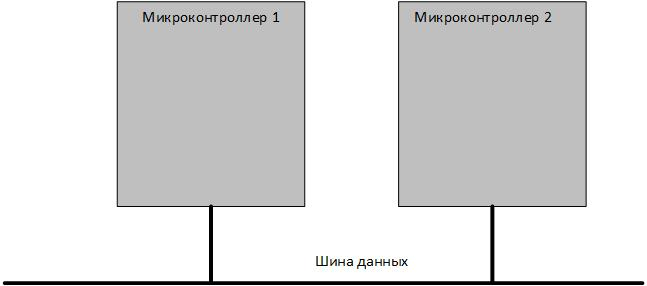 Микроконтроллер 1
Микроконтроллер 2
Шина данных